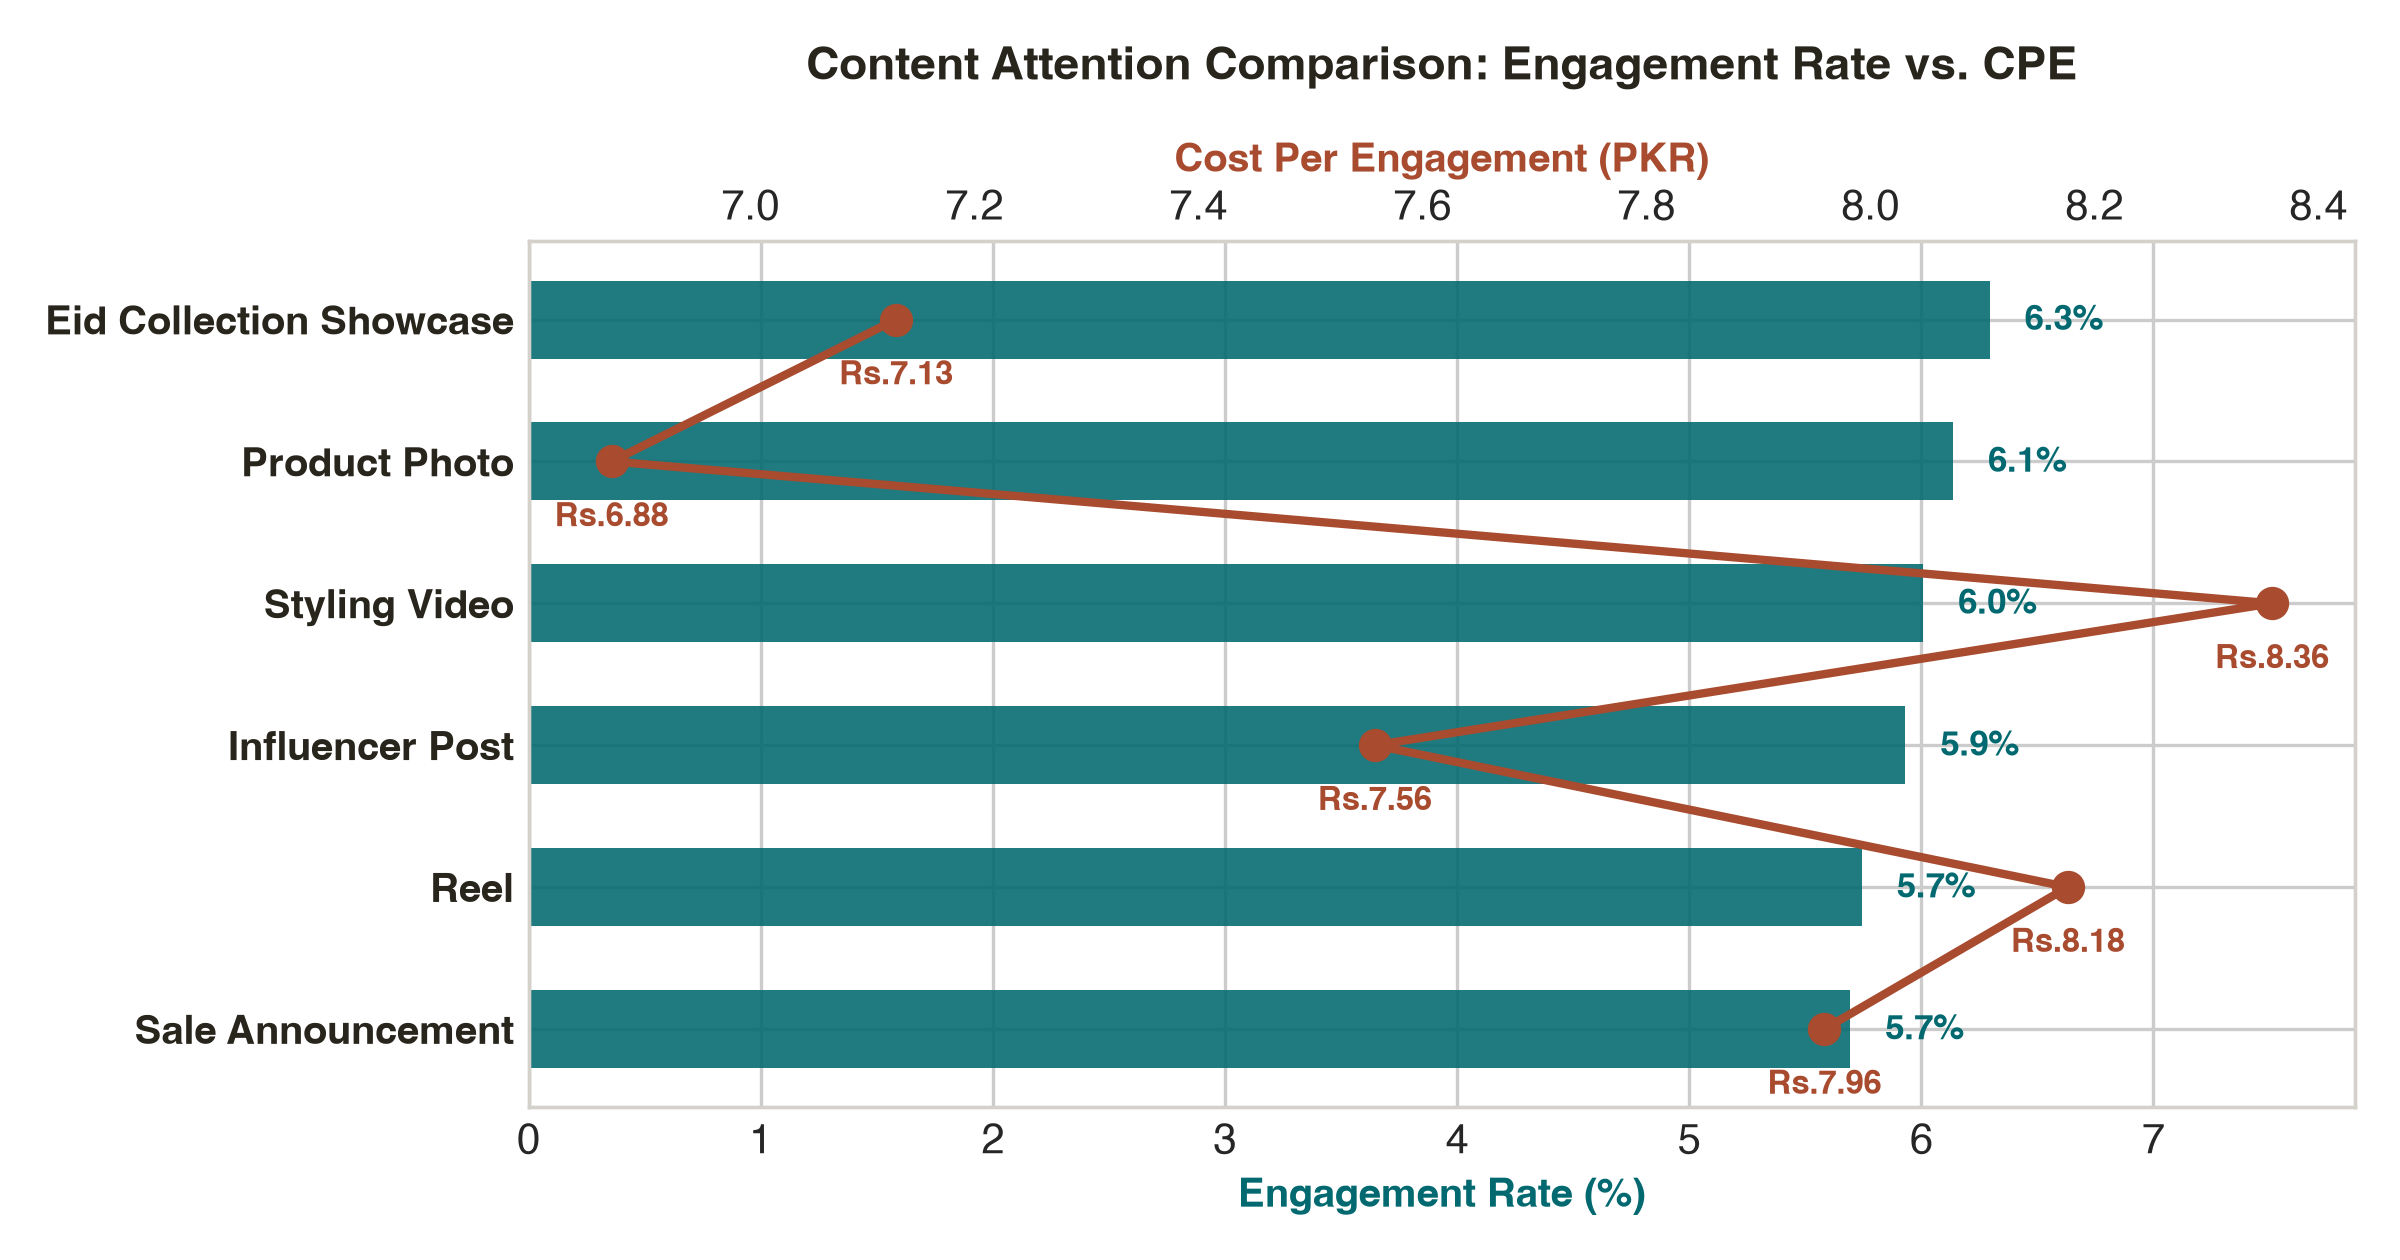 Content Attention Comparison: Engagement Rate vs. CPE
Cost Per Engagement (PKR)
7.0 7.2 7.4 7.6 7.8 8.0 8.2 8.4
Eid Collection Showcase 6.3%
Rs.7.13
Product Photo 6.1%
Rs.6.88
Styling Video 6.0%
Rs.8.36
Influencer Post 5.9%
Rs.7.56
Reel 5.7%
Rs.8.18
Sale Announcement 5.7%
Rs.7.96
0 1 2 3 4 5 6 7
Engagement Rate (%)